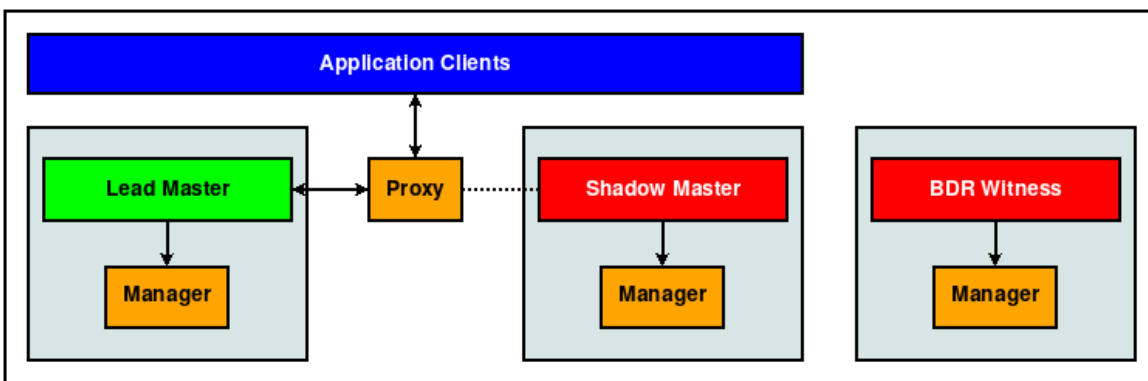 Application Clients
Lead Master
Proxy
Shadow Master
BDR Witness
Manager
Manager
Manager